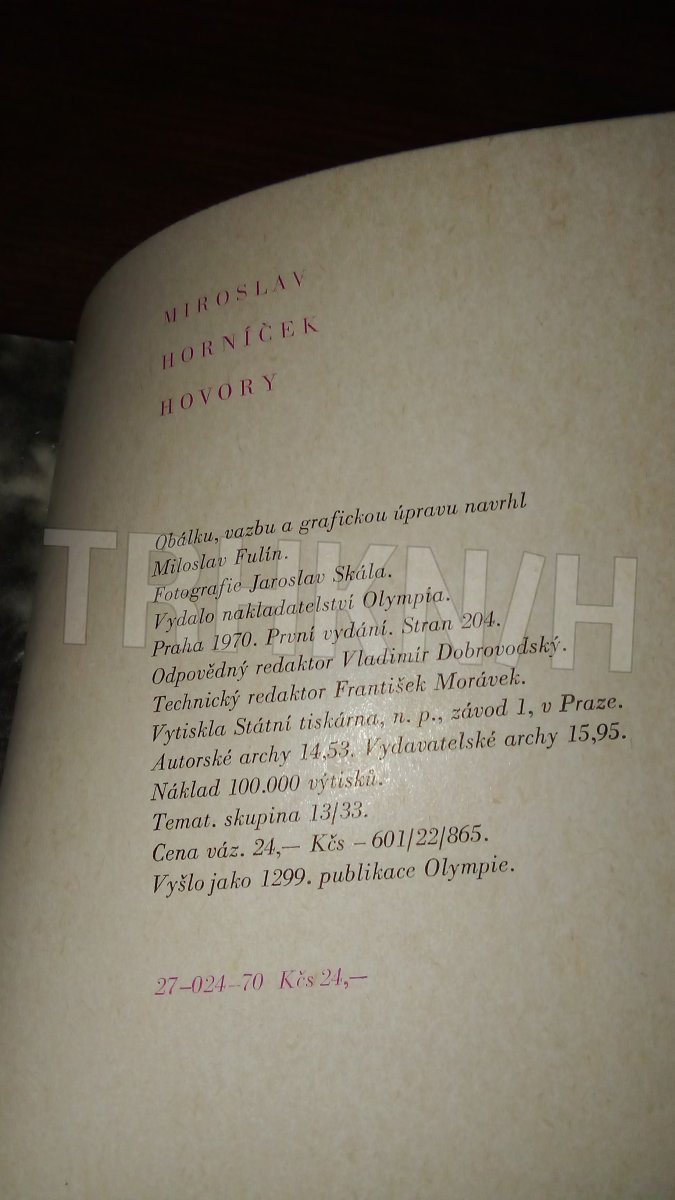 MIROSLAV
HORNÍČEK
HOVORY
Obálku, vazbu a grafickou úpravu navrhl
Miloslav Fulín.
Fotografie Jaroslav Skála.
Vydalo nakladatelství Olympia.
Praha 1970. První vydání. Stran 204.
Odpovědný redaktor Vladimír Dobrovodský.
Technický redaktor František Morávek.
Vytiskla Státní tiskárna, n. p., závod 1, v Praze.
Autorské archy 14,53. Vydavatelské archy 15,95.
Náklad 100.000 výtisků.
Temat. skupina 13/33.
Cena váz. 24,— Kčs – 601/22/865.
Vyšlo jako 1299. publikace Olympie.
27–024–70 Kčs 24,—